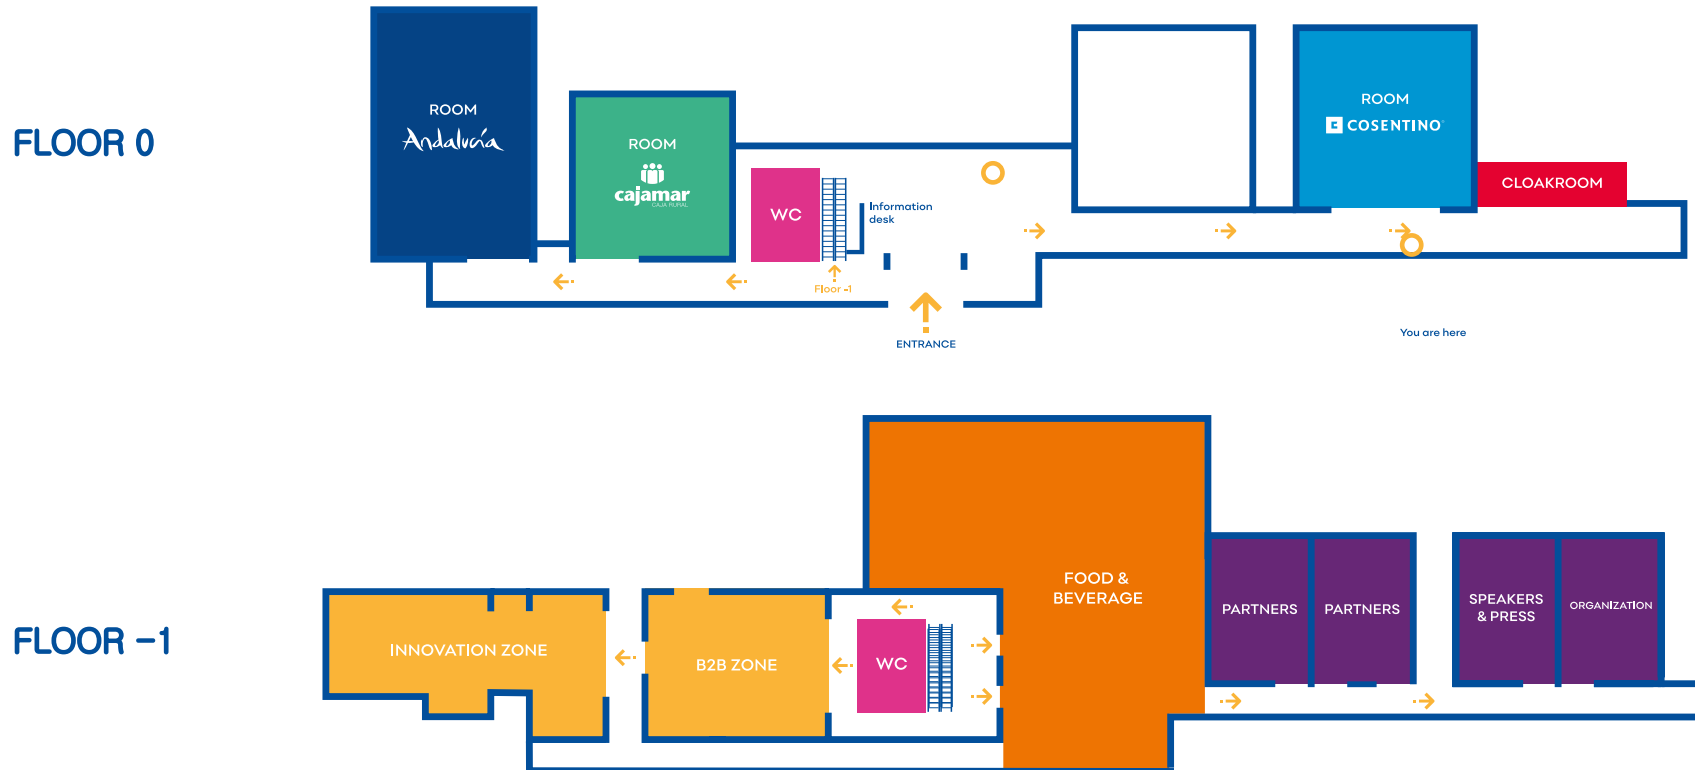 FLOOR 0
ROOM
Andalucía
ROOM
cajamar
CAJA RURAL
WC
Information
desk
Floor -1
ENTRANCE
ROOM
COSENTINO
CLOAKROOM
You are here
FLOOR -1
INNOVATION ZONE
B2B ZONE
WC
FOOD &
BEVERAGE
PARTNERS
PARTNERS
SPEAKERS
& PRESS
ORGANIZATION